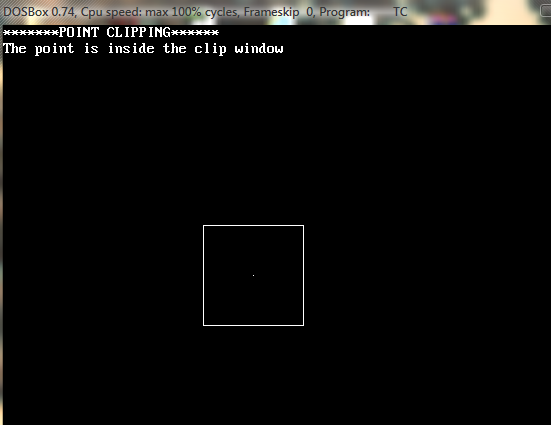 DOSBox 0.74, Cpu speed: max 100% cycles, Frameskip 0, Program: TC
*******POINT CLIPPING******
The point is inside the clip window